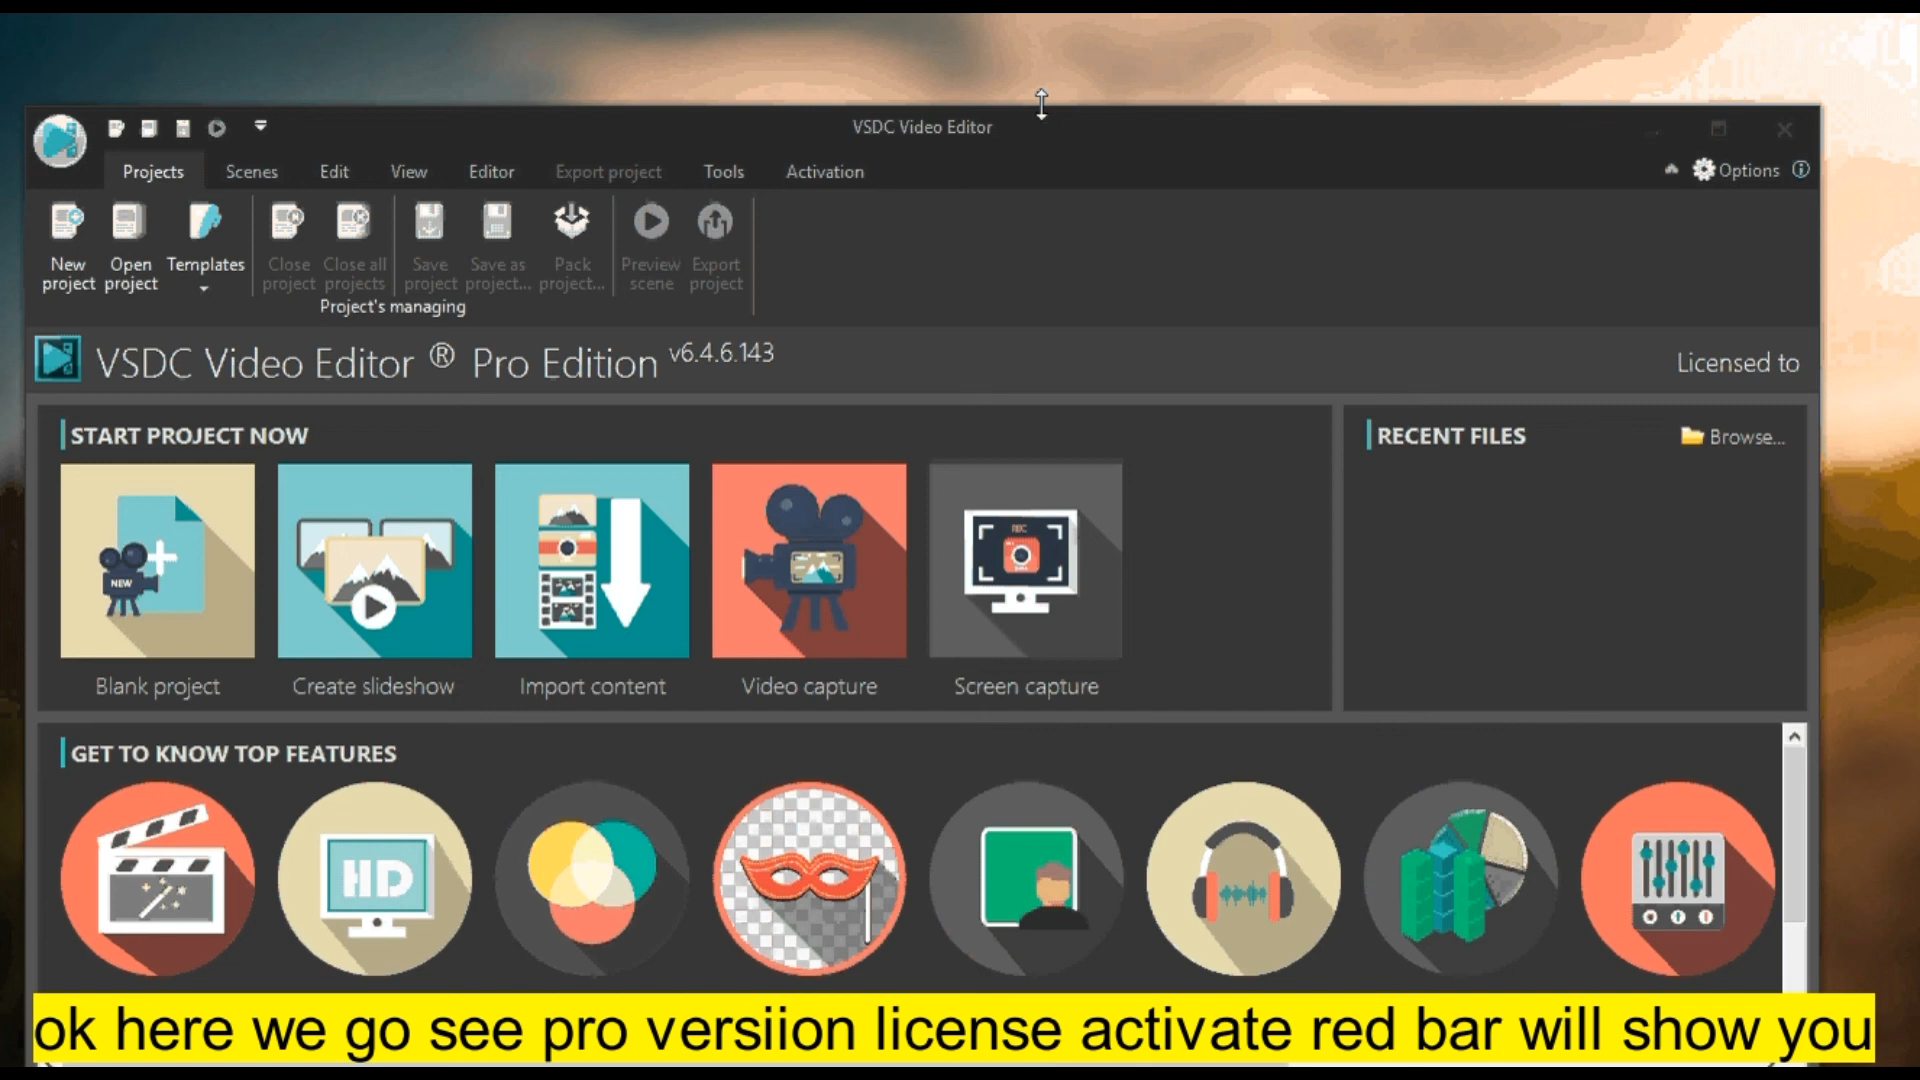 VSDC Video Editor
Projects Scenes Edit View Editor Export project Tools Activation Options
New project Open project Templates Close project Close all projects Save project Save as project... Pack project... Preview scene Export project
Project's managing
VSDC Video Editor ® Pro Edition v6.4.6.143 Licensed to
START PROJECT NOW
RECENT FILES Browse...
NEW
REC
Blank project Create slideshow Import content Video capture Screen capture
GET TO KNOW TOP FEATURES
HD
ok here we go see pro versiion license activate red bar will show you